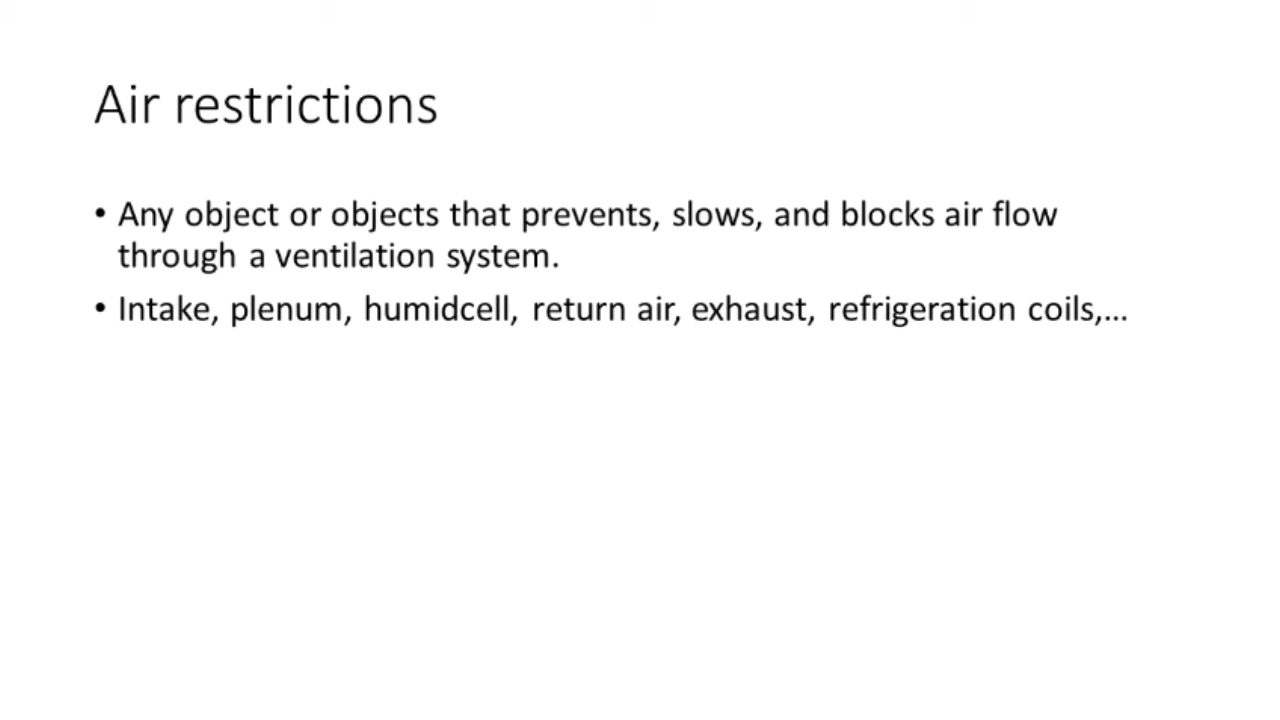 Air restrictions
• Any object or objects that prevents, slows, and blocks air flow
through a ventilation system.
• Intake, plenum, humidcell, return air, exhaust, refrigeration coils,...